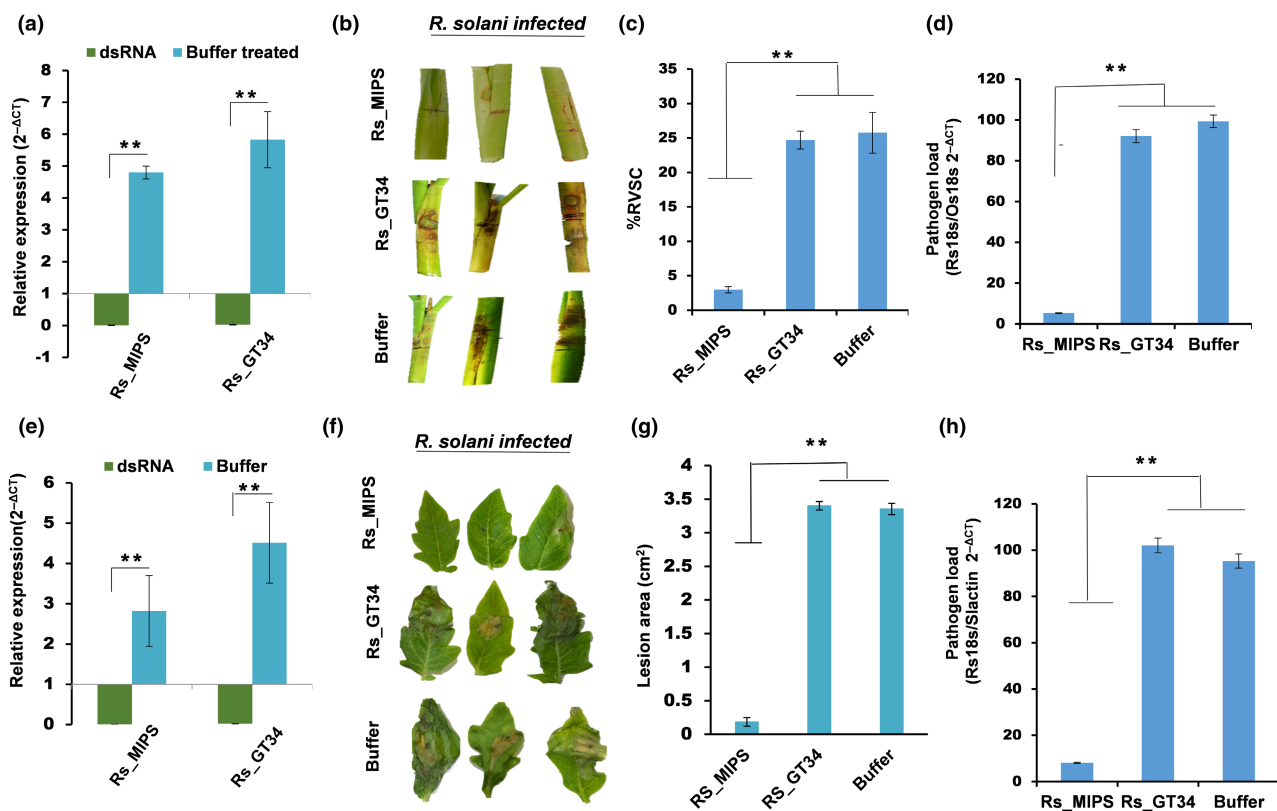 (a)
dsRNA Buffer treated
Relative expression (2−ΔCT)
8
7
6
5
4
3
2
1
0
-1
**
**
Rs_MIPS
Rs_GT34
(b)
R. solani infected
Rs_MIPS
Rs_GT34
Buffer
(c)
%RVSC
40
35
30
25
20
15
10
5
0
**
Rs_MIPS
Rs_GT34
Buffer
(d)
Pathogen load
(Rs18s/Os18s 2−ΔCT)
120
100
80
60
40
20
0
**
Rs_MIPS Rs_GT34 Buffer
(e)
dsRNA Buffer
Relative expression(2−ΔCT)
6
5
4
3
2
1
0
**
**
Rs_MIPS
Rs_GT34
(f)
R. solani infected
Rs_MIPS
Rs_GT34
Buffer
(g)
Lesion area (cm2)
4
3.5
3
2.5
2
1.5
1
0.5
0
**
RS_MIPS
RS_GT34
Buffer
(h)
Pathogen load
(Rs18s/Slactin 2−ΔCT)
120
100
80
60
40
20
0
**
Rs_MIPS Rs_GT34 Buffer